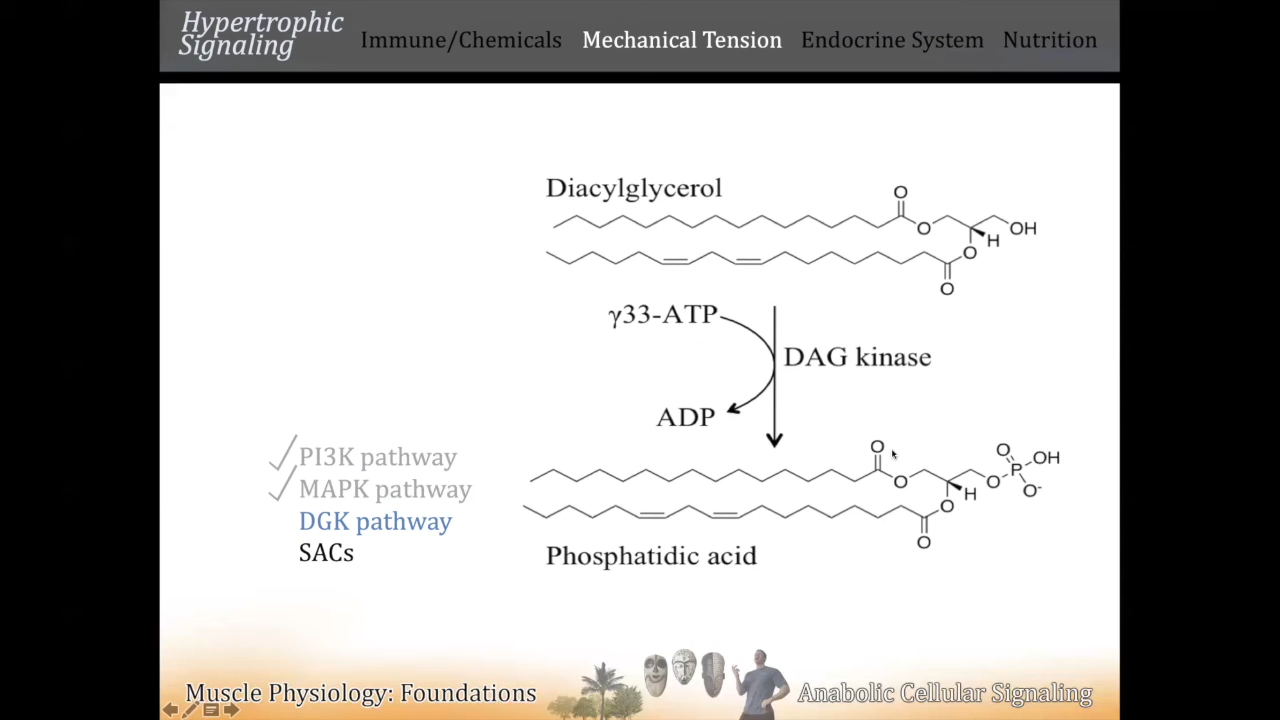 Hypertrophic
Signaling
Immune/Chemicals Mechanical Tension Endocrine System Nutrition
Diacylglycerol
O
O
OH
H
O
O
γ33-ATP
DAG kinase
ADP
PI3K pathway
MAPK pathway
DGK pathway
SACs
O
O
OH
P
O
O
O-
H
O
O
Phosphatidic acid
Muscle Physiology: Foundations
Anabolic Cellular Signaling